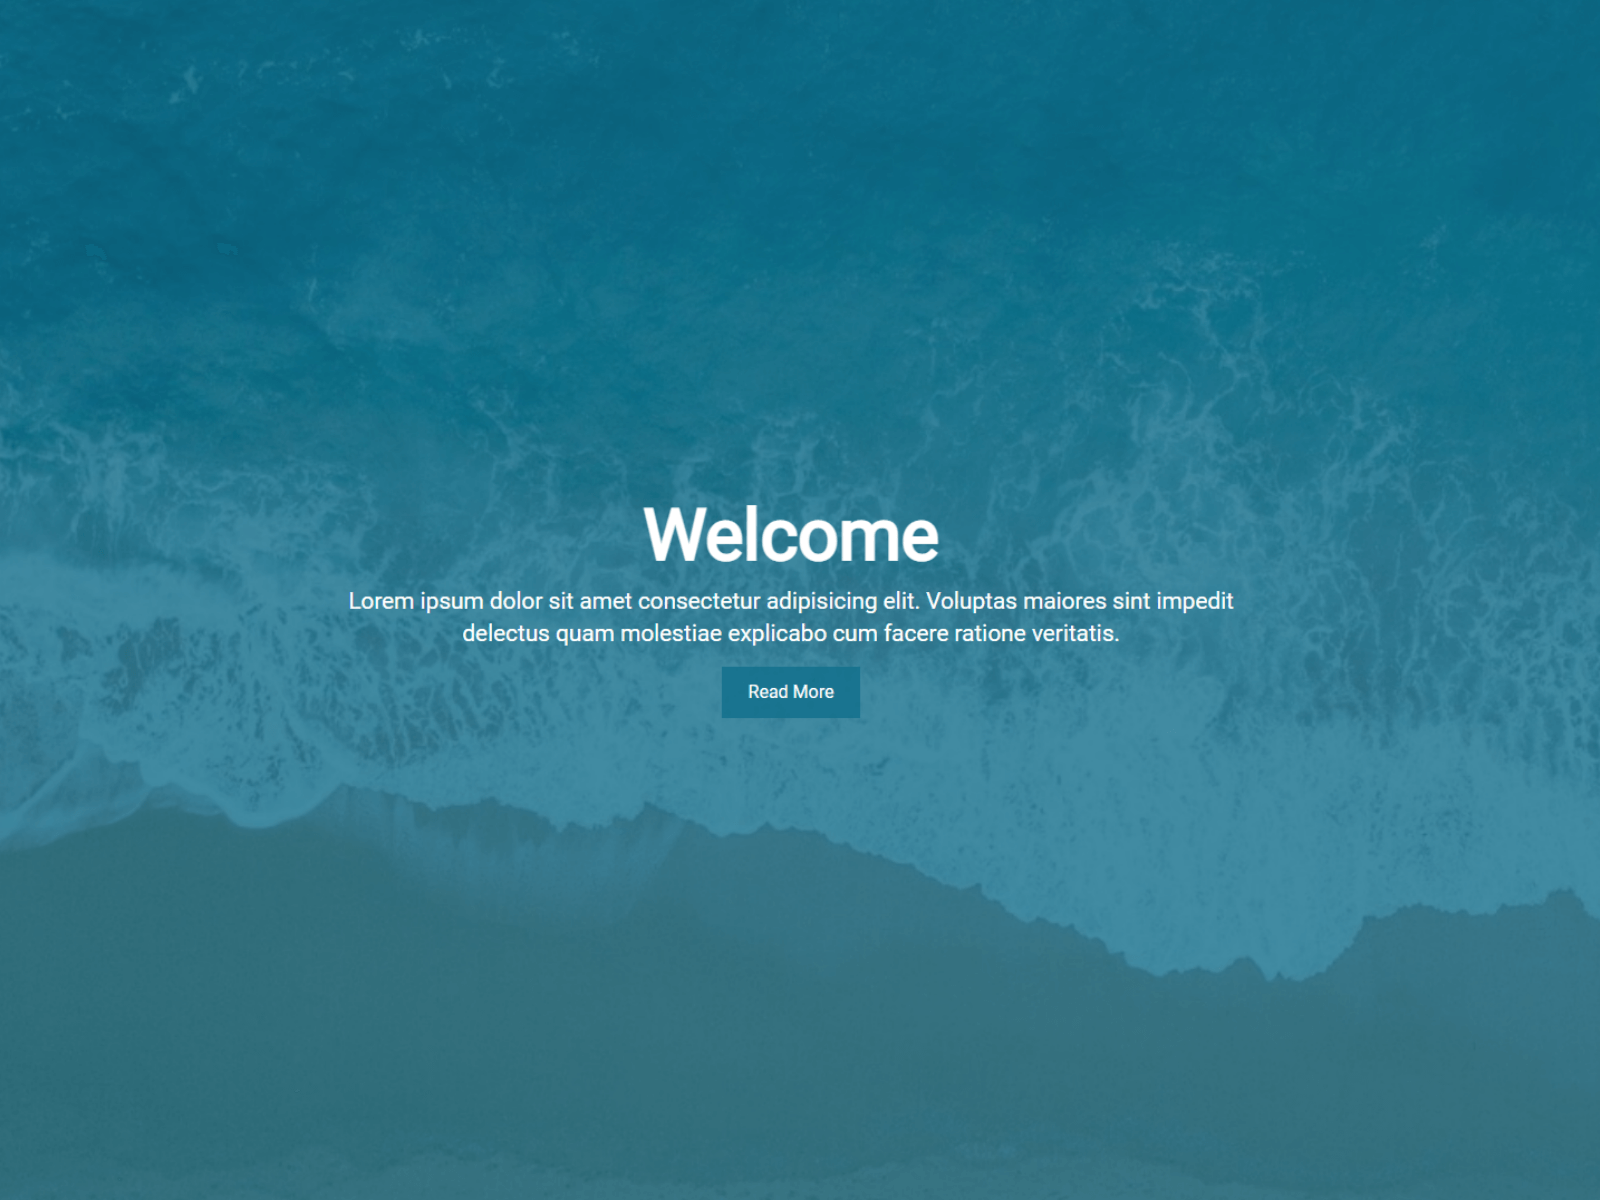 Welcome
Lorem ipsum dolor sit amet consectetur adipisicing elit. Voluptas maiores sint impedit
delectus quam molestiae explicabo cum facere ratione veritatis.
Read More